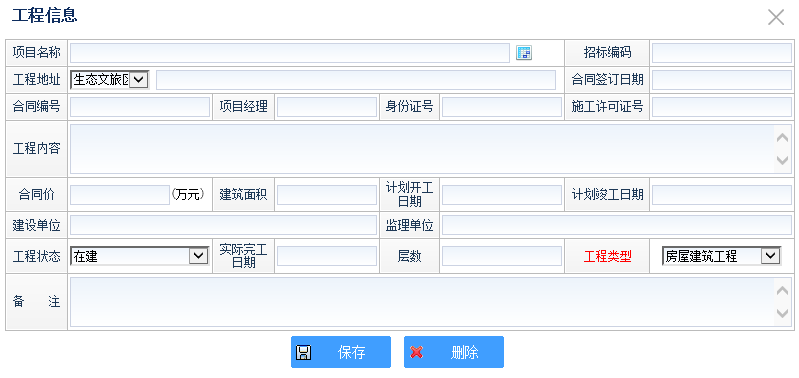 工程信息
项目名称 招标编码
工程地址 生态文旅区 合同签订日期
合同编号 项目经理 身份证号 施工许可证号
工程内容
合同价 (万元) 建筑面积 计划开工日期 计划竣工日期
建设单位 监理单位
工程状态 在建 实际完工日期 层数 工程类型 房屋建筑工程
备 注
保存 删除